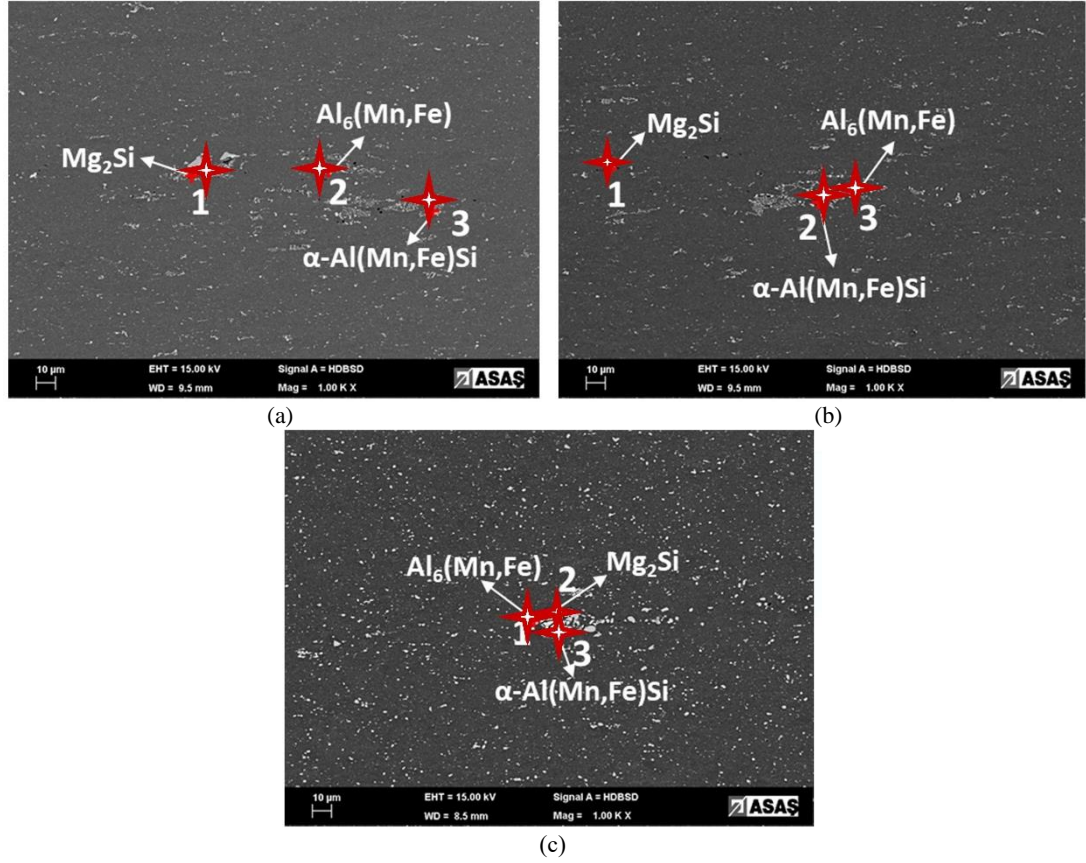 Al₆(Mn,Fe)
Mg₂Si
1
2
3
α-Al(Mn,Fe)Si
10 µm
EHT = 15.00 kV
Signal A = HDBSD
WD = 9.5 mm
Mag = 1.00 K X
ASAŞ
(a)
Mg₂Si
Al₆(Mn,Fe)
1
2
3
α-Al(Mn,Fe)Si
10 µm
EHT = 15.00 kV
Signal A = HDBSD
WD = 9.5 mm
Mag = 1.00 K X
ASAŞ
(b)
Al₆(Mn,Fe)
2
Mg₂Si
1
3
α-Al(Mn,Fe)Si
10 µm
EHT = 15.00 kV
Signal A = HDBSD
WD = 8.5 mm
Mag = 1.00 K X
ASAŞ
(c)